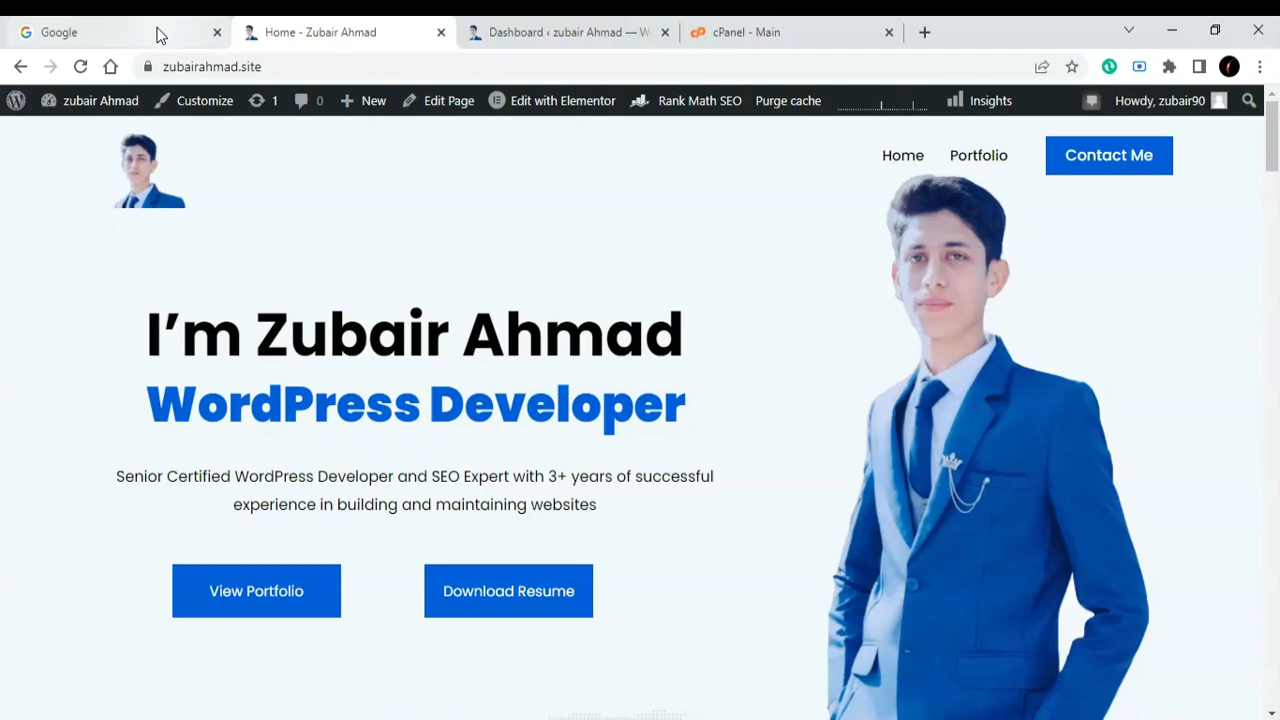 Google
Home - Zubair Ahmad
Dashboard ‹ zubair Ahmad — W
cPanel - Main
zubairahmad.site
zubair Ahmad
Customize
1
0
New
Edit Page
Edit with Elementor
Rank Math SEO
Purge cache
Insights
Howdy, zubair90
Home
Portfolio
Contact Me
I’m Zubair Ahmad
WordPress Developer
Senior Certified WordPress Developer and SEO Expert with 3+ years of successful
experience in building and maintaining websites
View Portfolio
Download Resume